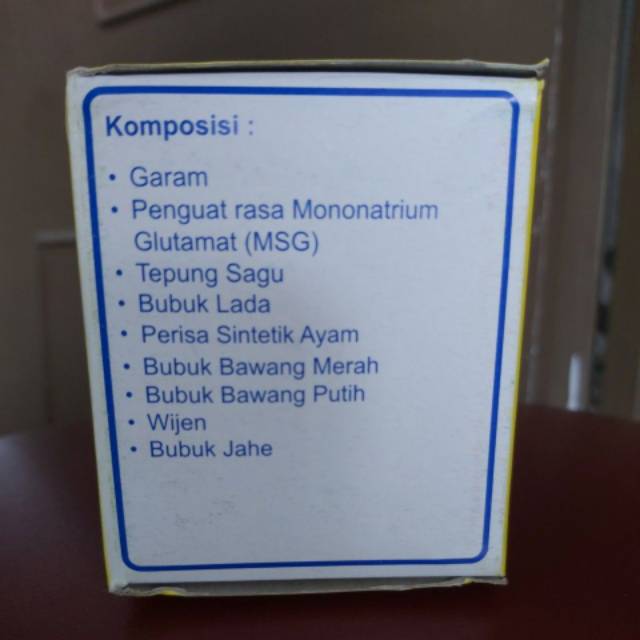 Komposisi :
• Garam
• Penguat rasa Mononatrium
Glutamat (MSG)
• Tepung Sagu
• Bubuk Lada
• Perisa Sintetik Ayam
• Bubuk Bawang Merah
• Bubuk Bawang Putih
• Wijen
• Bubuk Jahe